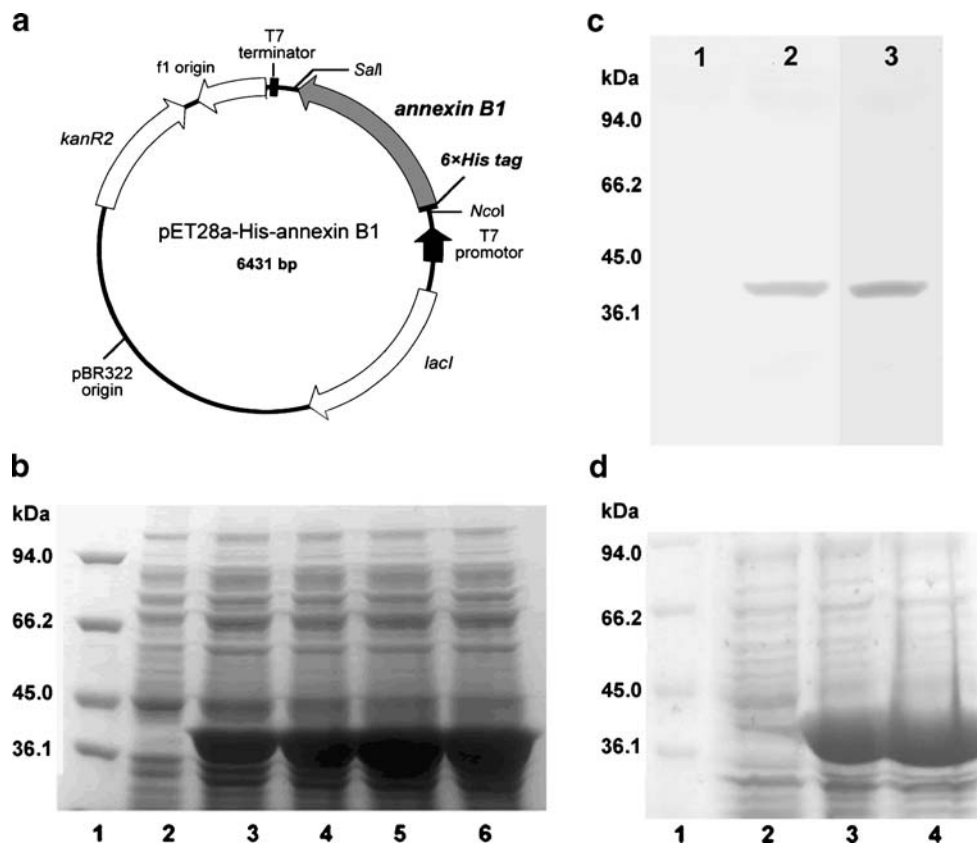 a
T7
terminator
f1 origin
SalI
annexin B1
kanR2
6×His tag
NcoI
pET28a-His-annexin B1
6431 bp
T7
promotor
pBR322
origin
lacI
c
1 2 3
kDa
94.0
66.2
45.0
36.1
b
kDa
94.0
66.2
45.0
36.1
1 2 3 4 5 6
d
kDa
94.0
66.2
45.0
36.1
1 2 3 4